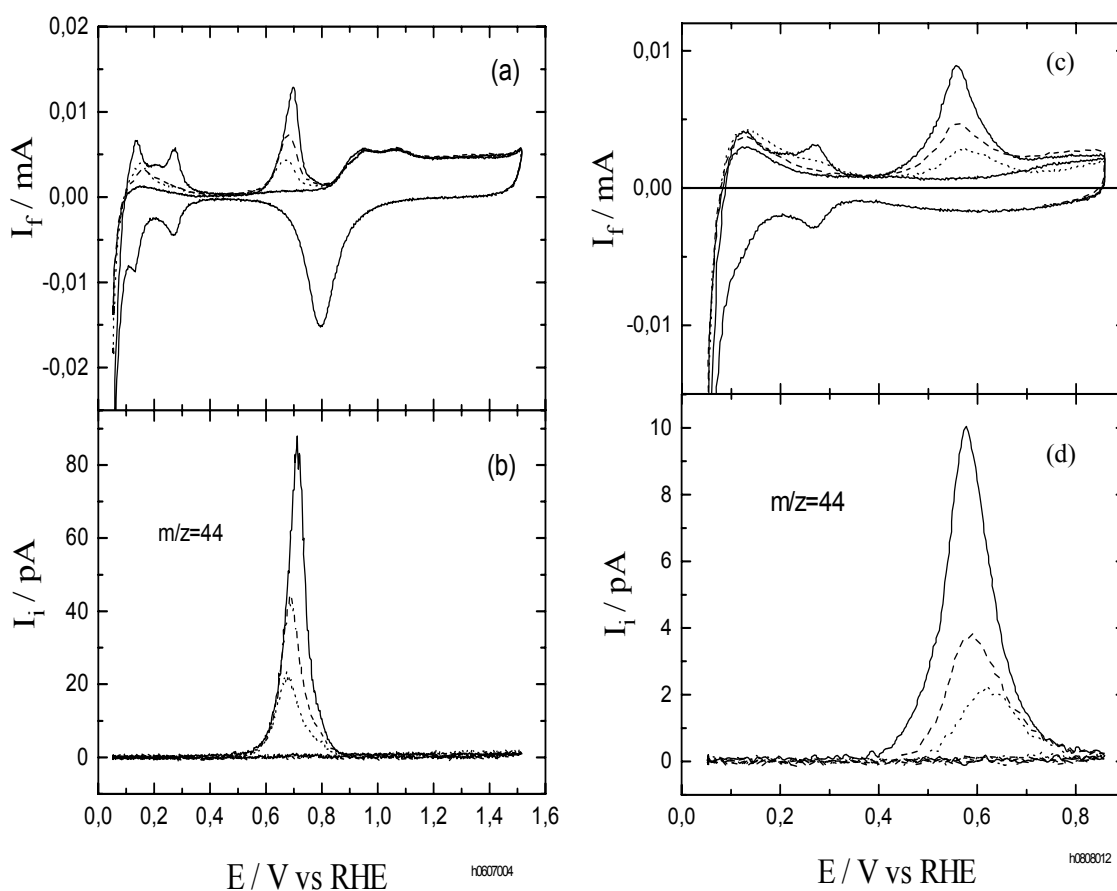 0,02
0,01
0,00
-0,01
-0,02
I_f / mA
(a)
0,01
0,00
-0,01
I_f / mA
(c)
80
60
40
20
0
I_i / pA
m/z=44
(b)
0,0 0,2 0,4 0,6 0,8 1,0 1,2 1,4 1,6
E / V vs RHE
h0607004
10
8
6
4
2
0
I_i / pA
m/z=44
(d)
0,0 0,2 0,4 0,6 0,8
E / V vs RHE
h0808012